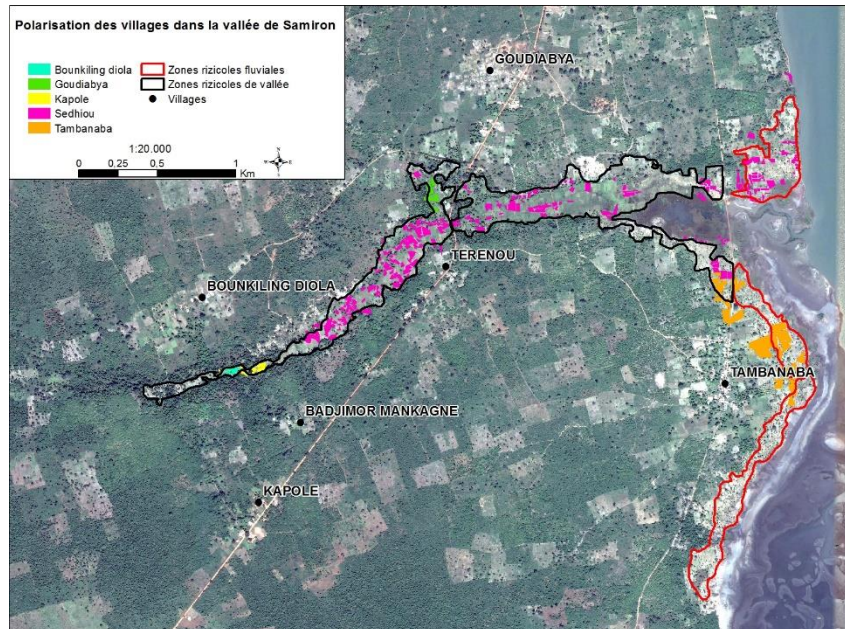 Polarisation des villages dans la vallée de Samiron
Bounkiling diola
Goudiabya
Kapole
Sedhiou
Tambanaba
Zones rizicoles fluviales
Zones rizicoles de vallée
Villages
1:20.000
0 0,25 0,5 1
Km
GOUDIABYA
TERENOU
BOUNKILING DIOLA
TAMBANABA
BADJIMOR MANKAGNE
KAPOLE